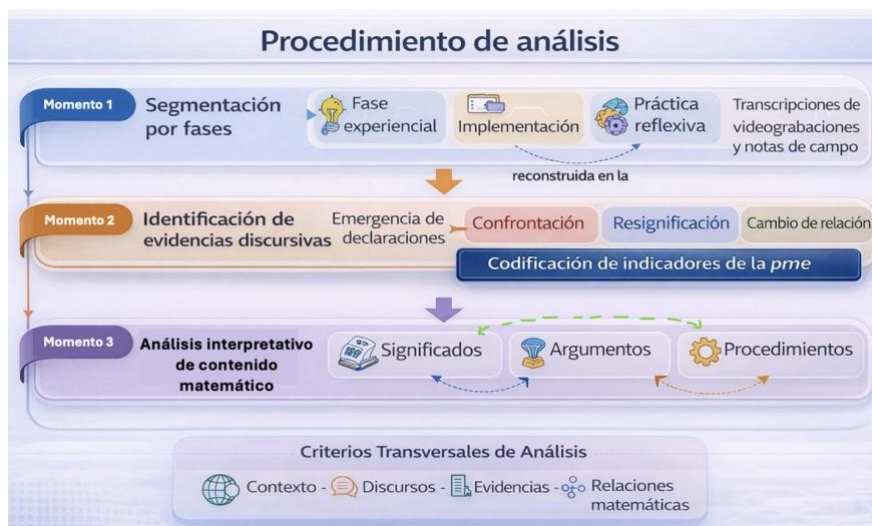 Procedimiento de análisis
Momento 1
Segmentación
por fases
Fase
experiencial
Implementación
Práctica
reflexiva
Transcripciones de
videograbaciones
y notas de campo
reconstruida en la
Momento 2
Identificación de
evidencias discursivas
Emergencia de
declaraciones
Confrontación
Resignificación
Cambio de relación
Codificación de indicadores de la pme
Momento 3
Análisis interpretativo
de contenido
matemático
Significados
Argumentos
Procedimientos
Criterios Transversales de Análisis
Contexto - Discursos - Evidencias - Relaciones
matemáticas